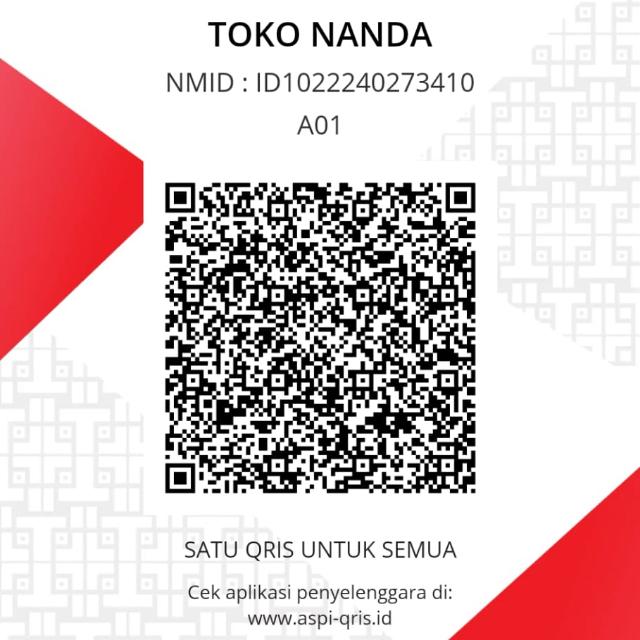 TOKO NANDA
NMID : ID1022240273410
A01
SATU QRIS UNTUK SEMUA
Cek aplikasi penyelenggara di:
www.aspi-qris.id